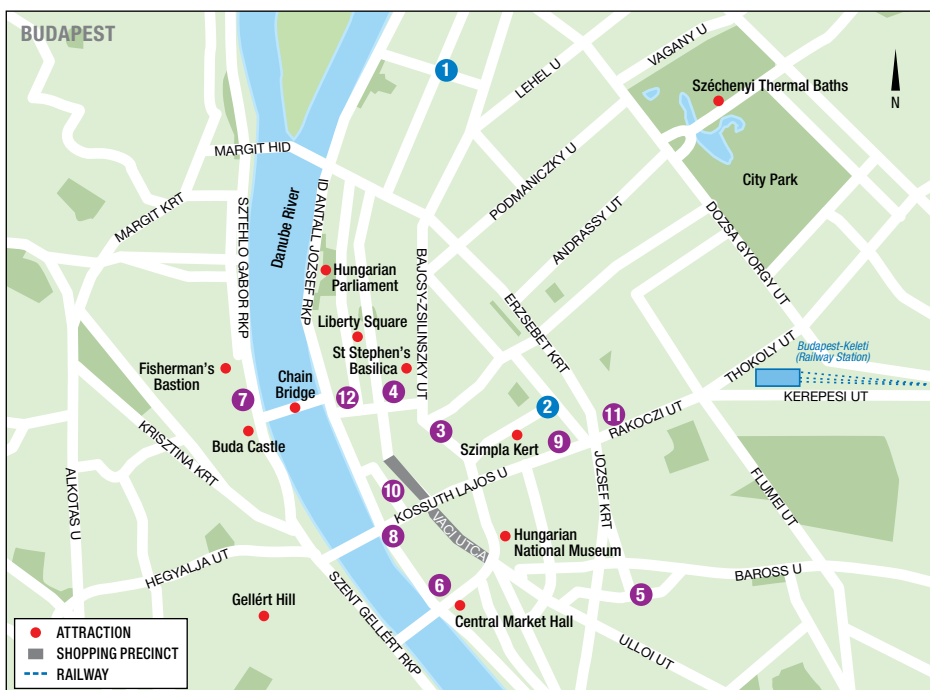 BUDAPEST
1
LEHEL U
VAGANY U
Széchenyi Thermal Baths
N
MARGIT HID
PODMANICZKY U
City Park
MARGIT KRT
SZTEHLO GABOR RKP
Danube River
ID ANTALL JOZSEF RKP
ANDRASSY UT
DOZSA GYORGY UT
Hungarian
Parliament
BAJCSY-ZSILINSZKY UT
Liberty Square
ERZSEBET KRT
St Stephen's
Basilica
Budapest-Keleti
(Railway Station)
THOKOLY UT
KEREPESI UT
Fisherman's
Bastion
Chain
Bridge
7
12
4
2
11
RAKOCZI UT
Buda Castle
3
Szimpla Kert
9
KRISZTINA KRT
ALKOTAS U
10
KOSSUTH LAJOS U
JOZSEF KRT
FLUMEI UT
8
VACI UTCA
Hungarian
National Museum
HEGYALJA UT
BAROSS U
6
5
Gellért Hill
SZENT GELLÉRT RKP
Central Market Hall
ULLOI UT
ATTRACTION
SHOPPING PRECINCT
RAILWAY